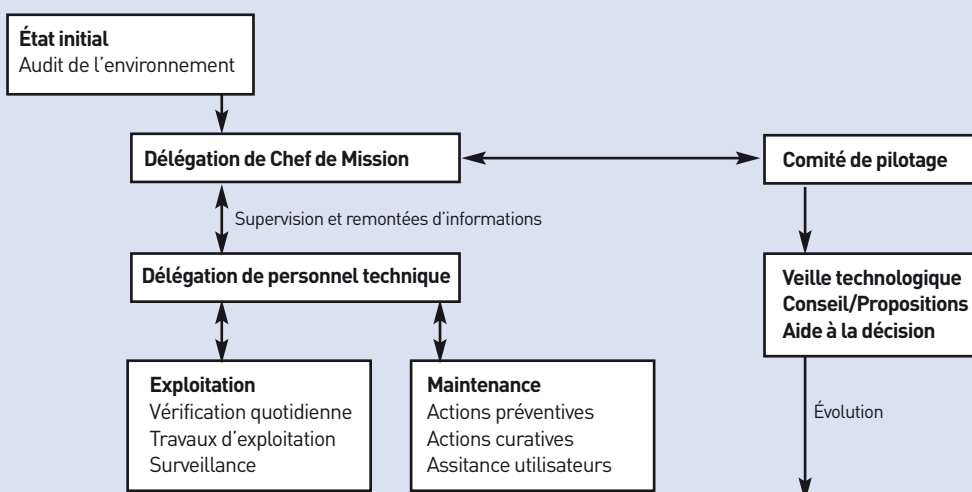 État initial
Audit de l’environnement
Délégation de Chef de Mission
Comité de pilotage
Supervision et remontées d’informations
Délégation de personnel technique
Veille technologique
Conseil/Propositions
Aide à la décision
Exploitation
Vérification quotidienne
Travaux d’exploitation
Surveillance
Maintenance
Actions préventives
Actions curatives
Assitance utilisateurs
Évolution